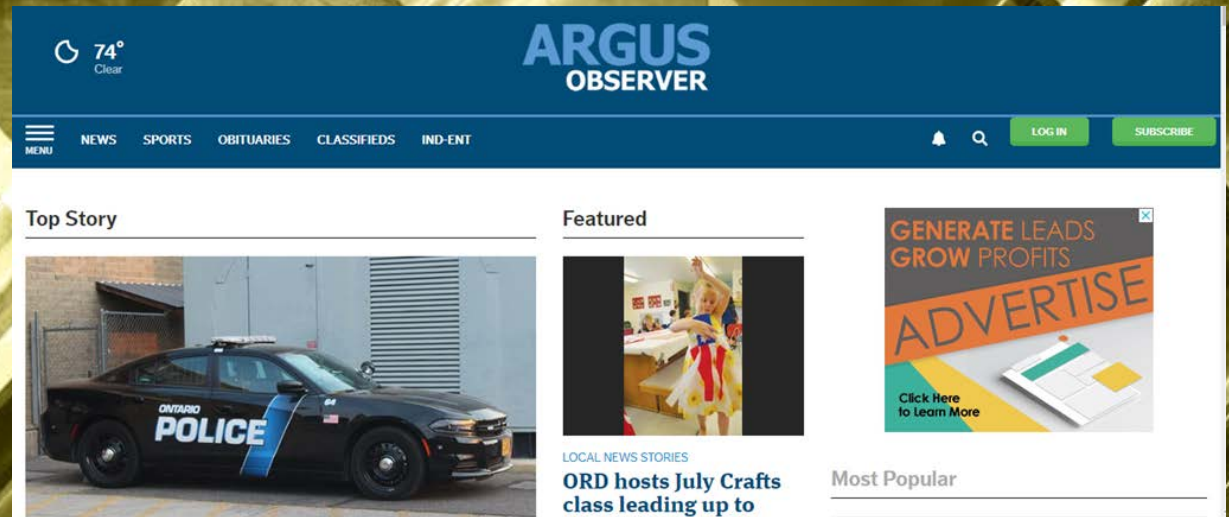 74°
Clear
ARGUS
OBSERVER
MENU
NEWS SPORTS OBITUARIES CLASSIFIEDS IND-ENT
LOG IN
SUBSCRIBE
Top Story
ONTARIO
POLICE
64
Featured
LOCAL NEWS STORIES
ORD hosts July Crafts
class leading up to
GENERATE LEADS
GROW PROFITS
ADVERTISE
Click Here
to Learn More
Most Popular